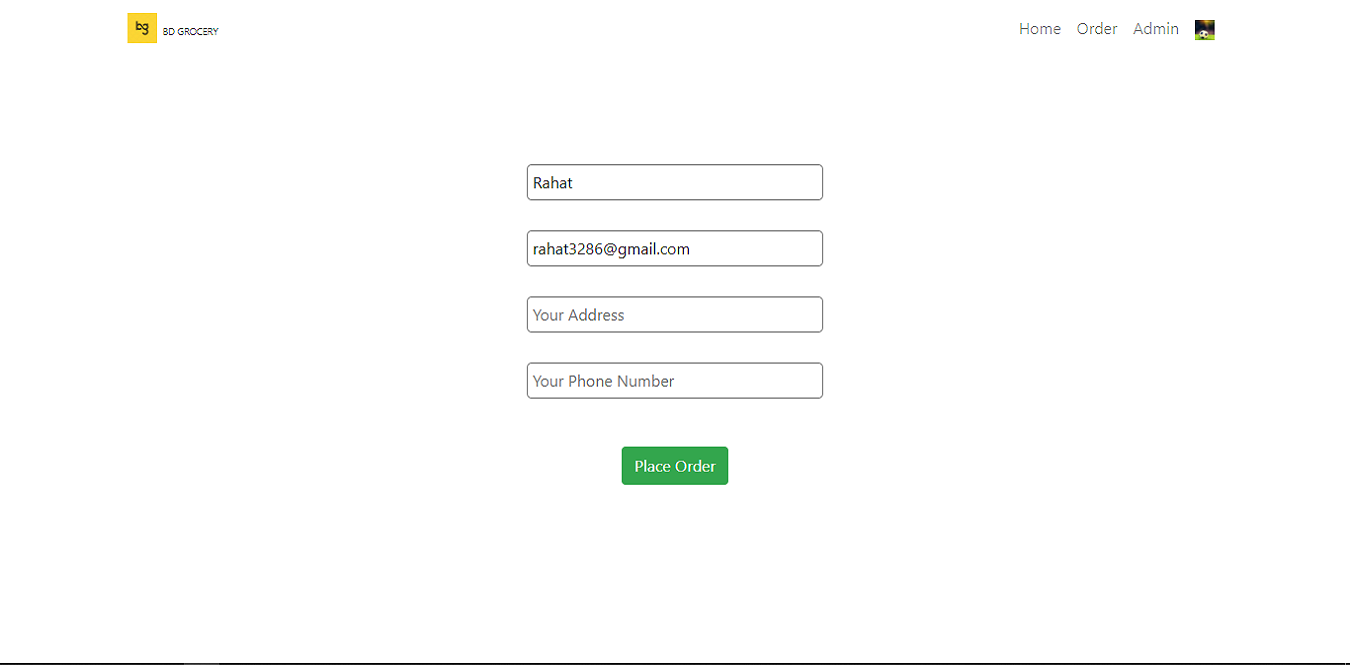 bg BD GROCERY Home Order Admin
Rahat
rahat3286@gmail.com
Your Address
Your Phone Number
Place Order